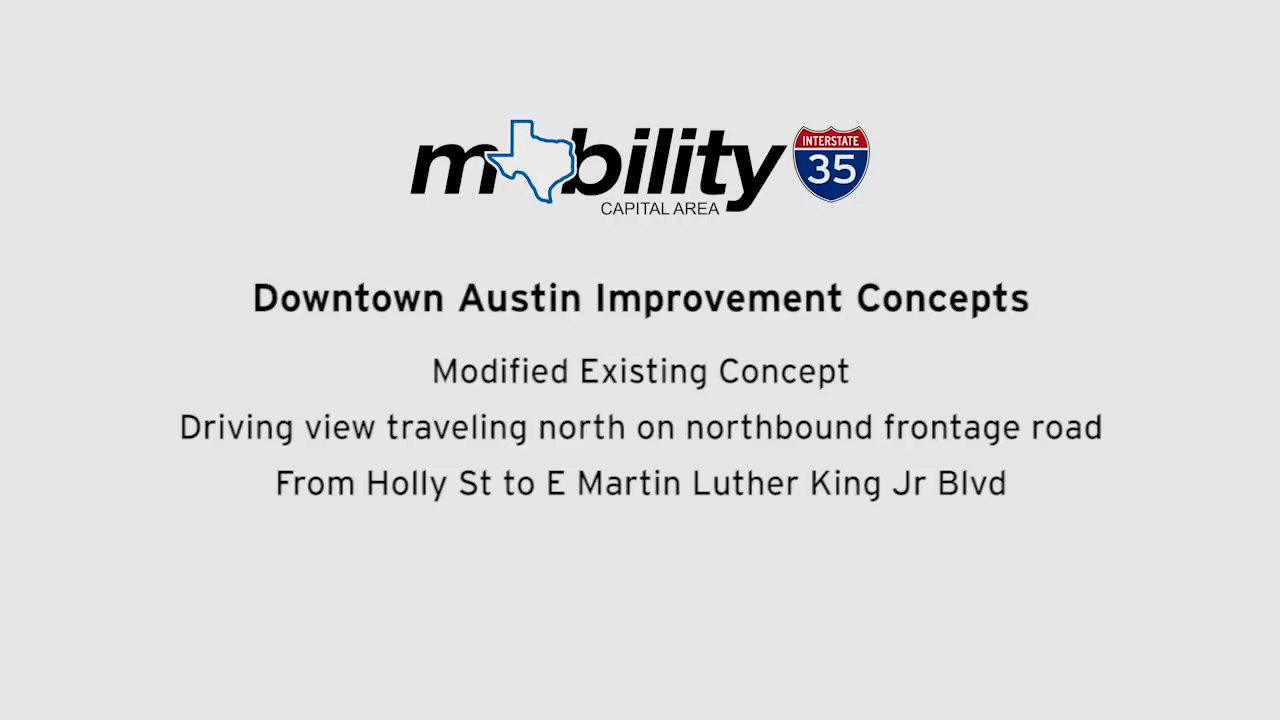 mobility
INTERSTATE
35
CAPITAL AREA
Downtown Austin Improvement Concepts
Modified Existing Concept
Driving view traveling north on northbound frontage road
From Holly St to E Martin Luther King Jr Blvd